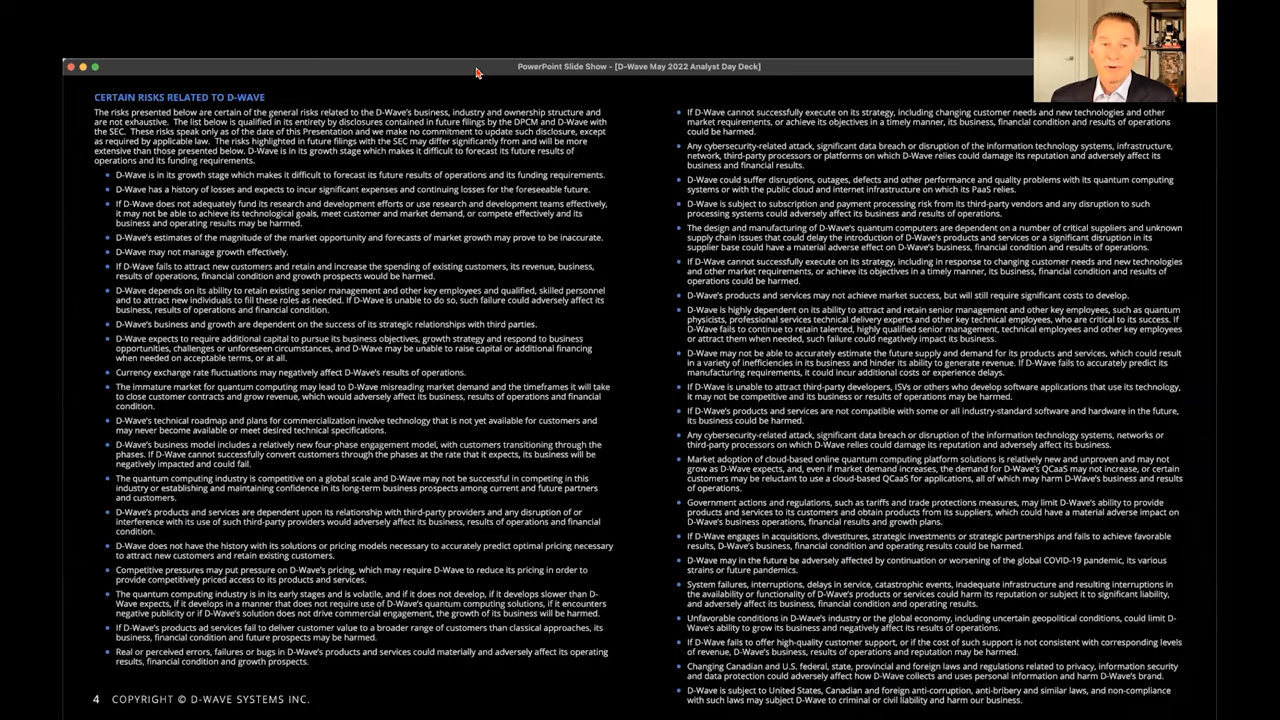 PowerPoint Slide Show - [D-Wave May 2022 Analyst Day Deck]
CERTAIN RISKS RELATED TO D-WAVE
The risks presented below are certain of the general risks related to the D-Wave's business, industry and ownership structure and
are not exhaustive. The list below is qualified in its entirety by disclosures contained in future filings by the DPCM and D-Wave with
the SEC. These risks speak only as of the date of this Presentation and we make no commitment to update such disclosure, except
as required by applicable law. The risks highlighted in future filings with the SEC may differ significantly from and will be more
extensive than those presented below. D-Wave is in its growth stage which makes it difficult to forecast its future results of
operations and its funding requirements.
D-Wave is in its growth stage which makes it difficult to forecast its future results of operations and its funding requirements.
D-Wave has a history of losses and expects to incur significant expenses and continuing losses for the foreseeable future.
If D-Wave does not adequately fund its research and development efforts or use research and development teams effectively,
it may not be able to achieve its technological goals, meet customer and market demand, or compete effectively and its
business and operating results may be harmed.
D-Wave's estimates of the magnitude of the market opportunity and forecasts of market growth may prove to be inaccurate.
D-Wave may not manage growth effectively.
If D-Wave fails to attract new customers and retain and increase the spending of existing customers, its revenue, business,
results of operations, financial condition and growth prospects would be harmed.
D-Wave depends on its ability to retain existing senior management and other key employees and qualified, skilled personnel
and to attract new individuals to fill these roles as needed. If D-Wave is unable to do so, such failure could adversely affect its
business, results of operations and financial condition.
D-Wave's business and growth are dependent on the success of its strategic relationships with third parties.
D-Wave expects to require additional capital to pursue its business objectives, growth strategy and respond to business
opportunities, challenges or unforeseen circumstances, and D-Wave may be unable to raise capital or additional financing
when needed on acceptable terms, or at all.
Currency exchange rate fluctuations may negatively affect D-Wave's results of operations.
The immature market for quantum computing may lead to D-Wave misreading market demand and the timeframes it will take
to close customer contracts and grow revenue, which would adversely affect its business, results of operations and financial
condition.
D-Wave's technical roadmap and plans for commercialization involve technology that is not yet available for customers and
may never become available or meet desired technical specifications.
D-Wave's business model includes a relatively new four-phase engagement model, with customers transitioning through the
phases. If D-Wave cannot successfully convert customers through the phases at the rate that it expects, its business will be
negatively impacted and could fail.
The quantum computing industry is competitive on a global scale and D-Wave may not be successful in competing in this
industry or establishing and maintaining confidence in its long-term business prospects among current and future partners
and customers.
D-Wave's products and services are dependent upon its relationship with third-party providers and any disruption of or
interference with its use of such third-party providers would adversely affect its business, results of operations and financial
condition.
D-Wave does not have the history with its solutions or pricing models necessary to accurately predict optimal pricing necessary
to attract new customers and retain existing customers.
Competitive pressures may put pressure on D-Wave's pricing, which may require D-Wave to reduce its pricing in order to
provide competitively priced access to its products and services.
The quantum computing industry is in its early stages and is volatile, and if it does not develop, if it develops slower than D-
Wave expects, if it develops in a manner that does not require use of D-Wave's quantum computing solutions, if it encounters
negative publicity or if D-Wave's solution does not drive commercial engagement, the growth of its business will be harmed.
If D-Wave's products ad services fail to deliver customer value to a broader range of customers than classical approaches, its
business, financial condition and future prospects may be harmed.
Real or perceived errors, failures or bugs in D-Wave's products and services could materially and adversely affect its operating
results, financial condition and growth prospects.
If D-Wave cannot successfully execute on its strategy, including changing customer needs and new technologies and other
market requirements, or achieve its objectives in a timely manner, its business, financial condition and results of operations
could be harmed.
Any cybersecurity-related attack, significant data breach or disruption of the information technology systems, infrastructure,
network, third-party processors or platforms on which D-Wave relies could damage its reputation and adversely affect its
business and financial results.
D-Wave could suffer disruptions, outages, defects and other performance and quality problems with its quantum computing
systems or with the public cloud and internet infrastructure on which its PaaS relies.
D-Wave is subject to subscription and payment processing risk from its third-party vendors and any disruption to such
processing systems could adversely affect its business and results of operations.
The design and manufacturing of D-Wave's quantum computers are dependent on a number of critical suppliers and unknown
supply chain issues that could delay the introduction of D-Wave's products and services or a significant disruption in its
supplier base could have a material adverse effect on D-Wave's business, financial condition and results of operations.
If D-Wave cannot successfully execute on its strategy, including in response to changing customer needs and new technologies
and other market requirements, or achieve its objectives in a timely manner, its business, financial condition and results of
operations could be harmed.
D-Wave's products and services may not achieve market success, but will still require significant costs to develop.
D-Wave is highly dependent on its ability to attract and retain senior management and other key employees, such as quantum
physicists, professional services technical delivery experts and other key technical employees, who are critical to its success. If
D-Wave fails to continue to retain talented, highly qualified senior management, technical employees and other key employees
or attract them when needed, such failure could negatively impact its business.
D-Wave may not be able to accurately estimate the future supply and demand for its products and services, which could result
in a variety of inefficiencies in its business and hinder its ability to generate revenue. If D-Wave fails to accurately predict its
manufacturing requirements, it could incur additional costs or experience delays.
If D-Wave is unable to attract third-party developers, ISVs or others who develop software applications that use its technology,
it may not be competitive and its business or results of operations may be harmed.
If D-Wave's products and services are not compatible with some or all industry-standard software and hardware in the future,
its business could be harmed.
Any cybersecurity-related attack, significant data breach or disruption of the information technology systems, networks or
third-party processors on which D-Wave relies could damage its reputation and adversely affect its business.
Market adoption of cloud-based online quantum computing platform solutions is relatively new and unproven and may not
grow as D-Wave expects, and, even if market demand increases, the demand for D-Wave's QCaaS may not increase, or certain
customers may be reluctant to use a cloud-based QCaaS for applications, all of which may harm D-Wave's business and results
of operations.
Government actions and regulations, such as tariffs and trade protections measures, may limit D-Wave's ability to provide
products and services to its customers and obtain products from its suppliers, which could have a material adverse impact on
D-Wave's business operations, financial results and growth plans.
If D-Wave engages in acquisitions, divestitures, strategic investments or strategic partnerships and fails to achieve favorable
results, D-Wave's business, financial condition and operating results could be harmed.
D-Wave may in the future be adversely affected by continuation or worsening of the global COVID-19 pandemic, its various
strains or future pandemics.
System failures, interruptions, delays in service, catastrophic events, inadequate infrastructure and resulting interruptions in
the availability or functionality of D-Wave's products or services could harm its reputation or subject it to significant liability,
and adversely affect its business, financial condition and operating results.
Unfavorable conditions in D-Wave's industry or the global economy, including uncertain geopolitical conditions, could limit D-
Wave's ability to grow its business and negatively affect its results of operations.
If D-Wave fails to offer high-quality customer support, or if the cost of such support is not consistent with corresponding levels
of revenue, D-Wave's business, results of operations and reputation may be harmed.
Changing Canadian and U.S. federal, state, provincial and foreign laws and regulations related to privacy, information security
and data protection could adversely affect how D-Wave collects and uses personal information and harm D-Wave's brand.
D-Wave is subject to United States, Canadian and foreign anti-corruption, anti-bribery and similar laws, and non-compliance
with such laws may subject D-Wave to criminal or civil liability and harm our business.
4 COPYRIGHT © D-WAVE SYSTEMS INC.